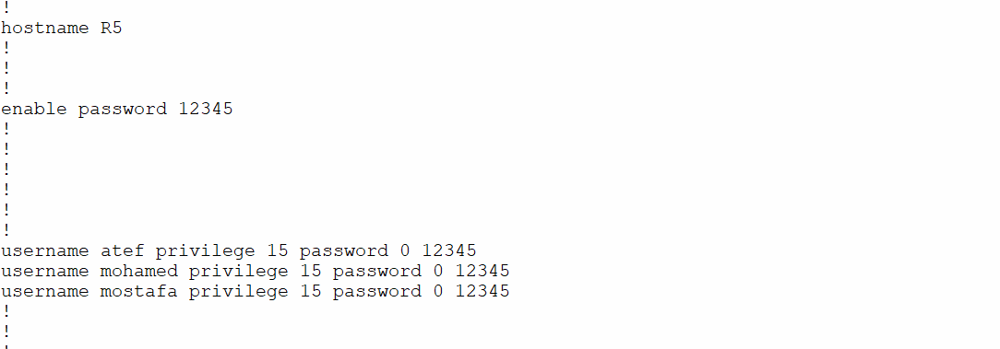 !
hostname R5
!
!
!
enable password 12345
!
!
!
!
!
!
username atef privilege 15 password 0 12345
username mohamed privilege 15 password 0 12345
username mostafa privilege 15 password 0 12345
!
!
!